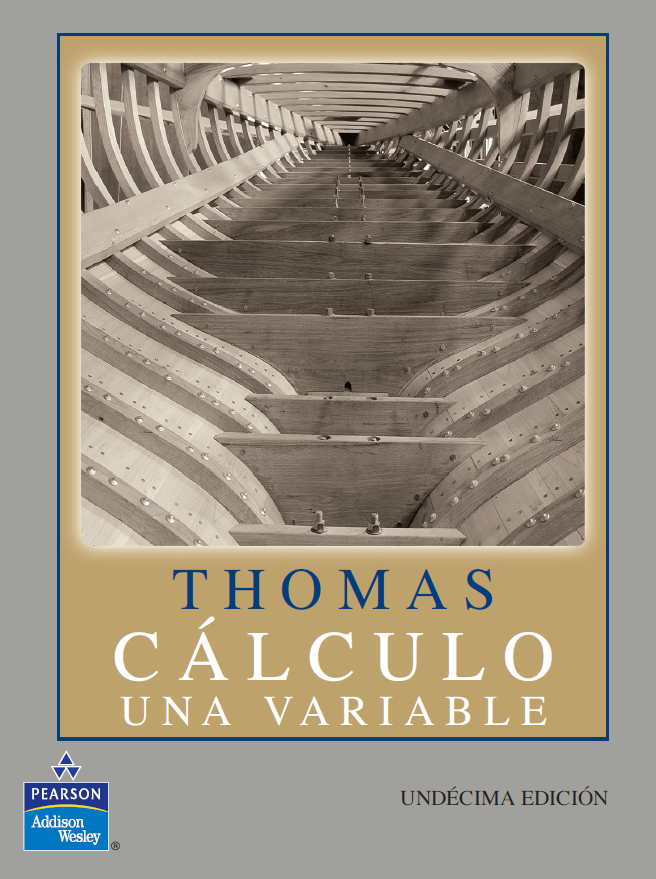 THOMAS
CÁLCULO
UNA VARIABLE
UNDÉCIMA EDICIÓN
PEARSON
Addison
Wesley
®